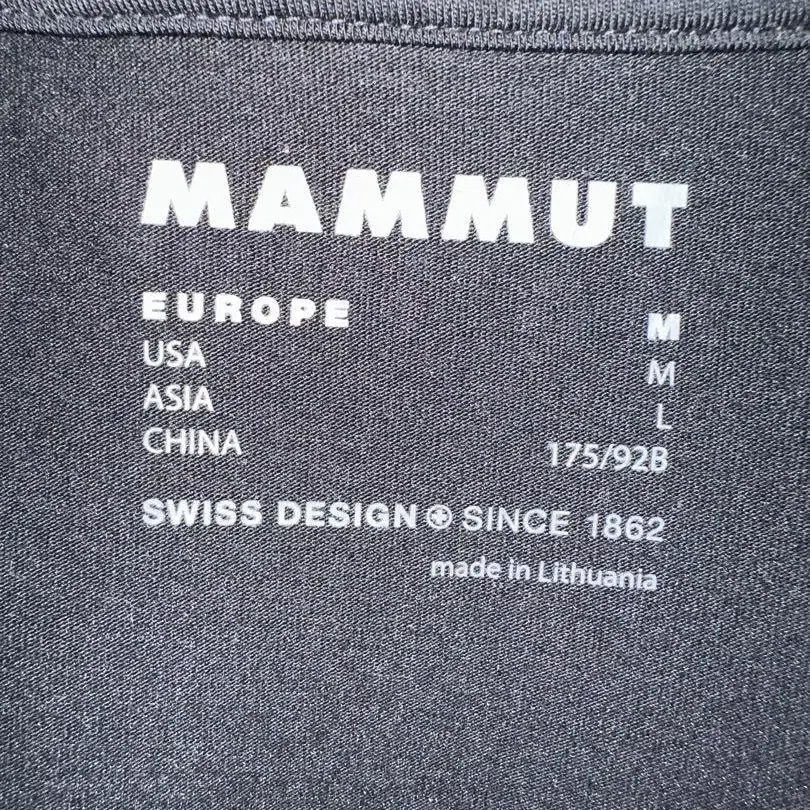 MAMMUT
EUROPE M
USA M
ASIA L
CHINA 175/92B
SWISS DESIGN SINCE 1862
made in Lithuania